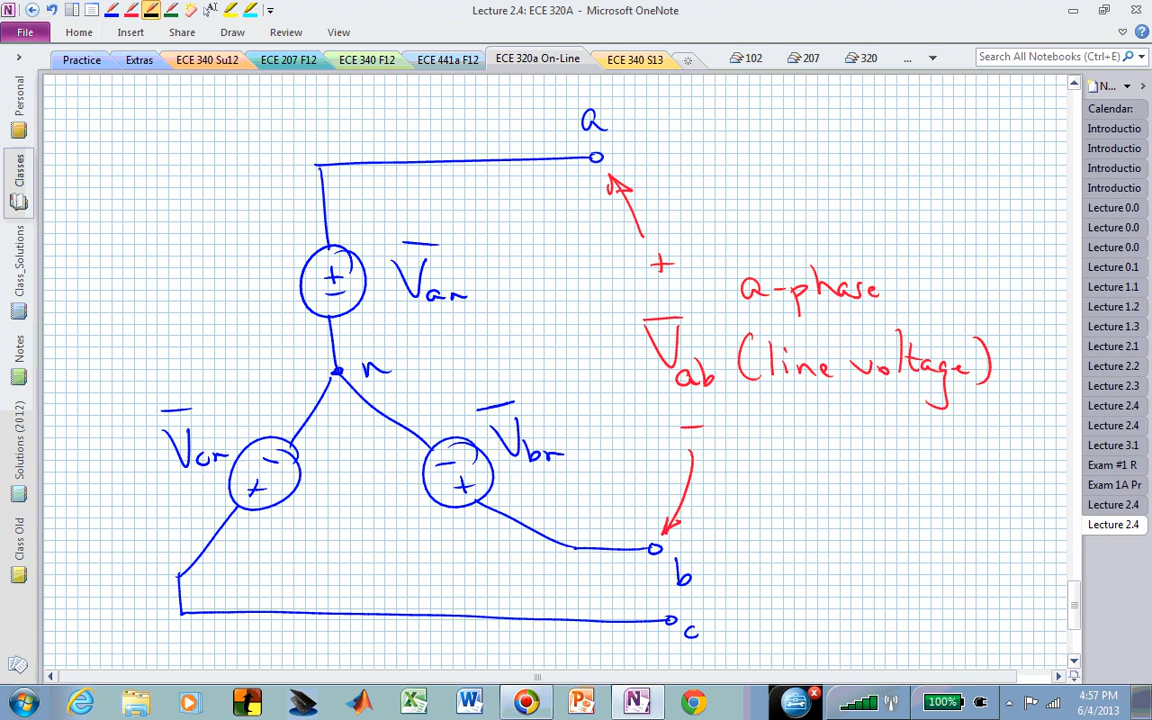 Lecture 2.4: ECE 320A - Microsoft OneNote
File Home Insert Share Draw Review View
Practice Extras ECE 340 Su12 ECE 207 F12 ECE 340 F12 ECE 441a F12 ECE 320a On-Line ECE 340 S13 102 207 320 ... Search All Notebooks (Ctrl+E)
N...
Personal
Classes
Class_Solutions
Notes
Solutions (2012)
Class Old
a
+
-
Van
n
Vcn
-
+
Vbn
-
+
b
c
+
a-phase
Vab (line voltage)
-
Calendar:
Introductio
Introductio
Introductio
Introductio
Lecture 0.0
Lecture 0.0
Lecture 0.0
Lecture 0.1
Lecture 1.1
Lecture 1.2
Lecture 1.3
Lecture 2.1
Lecture 2.2
Lecture 2.3
Lecture 2.4
Lecture 2.4
Lecture 3.1
Exam #1 R
Exam 1A Pr
Lecture 2.4
Lecture 2.4
100%
4:57 PM
6/4/2013